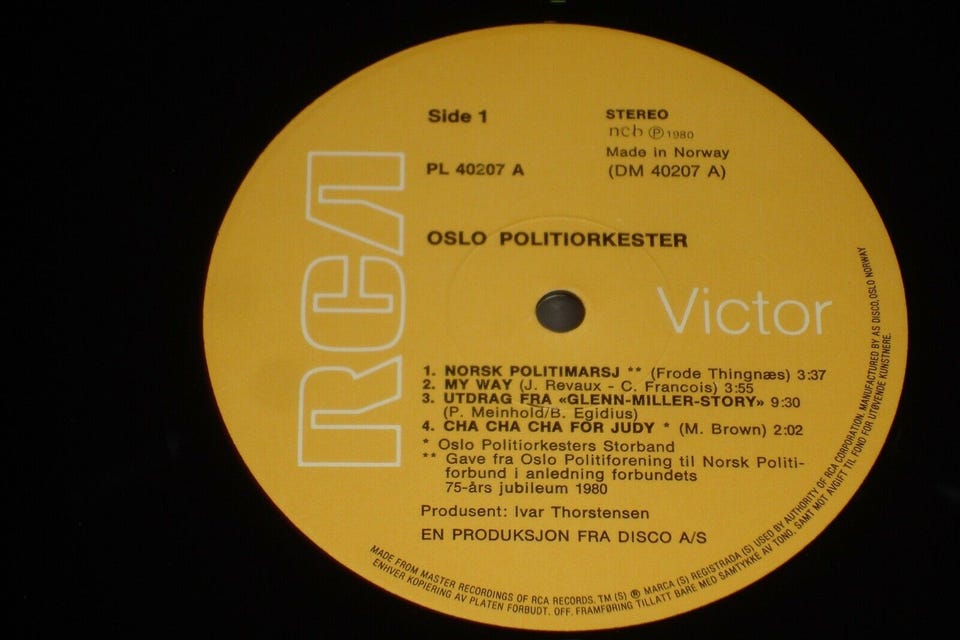 Side 1
STEREO
ncb Ⓟ 1980
Made in Norway
PL 40207 A
(DM 40207 A)
OSLO POLITIORKESTER
RCA
Victor
1. NORSK POLITIMARSJ ** (Frode Thingnæs) 3:37
2. MY WAY (J. Revaux - C. Francois) 3:55
3. UTDRAG FRA «GLENN-MILLER-STORY» 9:30
(P. Meinhold/B. Egidius)
4. CHA CHA CHA FOR JUDY * (M. Brown) 2:02
* Oslo Politiorkesters Storband
** Gave fra Oslo Politiforening til Norsk Politi-
forbund i anledning forbundets
75-års jubileum 1980
Produsent: Ivar Thorstensen
EN PRODUKSJON FRA DISCO A/S
MADE FROM MASTER RECORDINGS OF RCA RECORDS. TM (S) ® MARCA (S) REGISTRADA (S) USED BY AUTHORITY OF RCA CORPORATION. MANUFACTURED BY AS DISCO, OSLO NORWAY
ENHVER KOPIERING AV PLATEN FORBUDT. OFF. FRAMFØRING TILLATT BARE MED SAMTYKKE AV TONO, SAMT MOT AVGIFT TIL FOND FOR UTØVENDE KUNSTNERE.